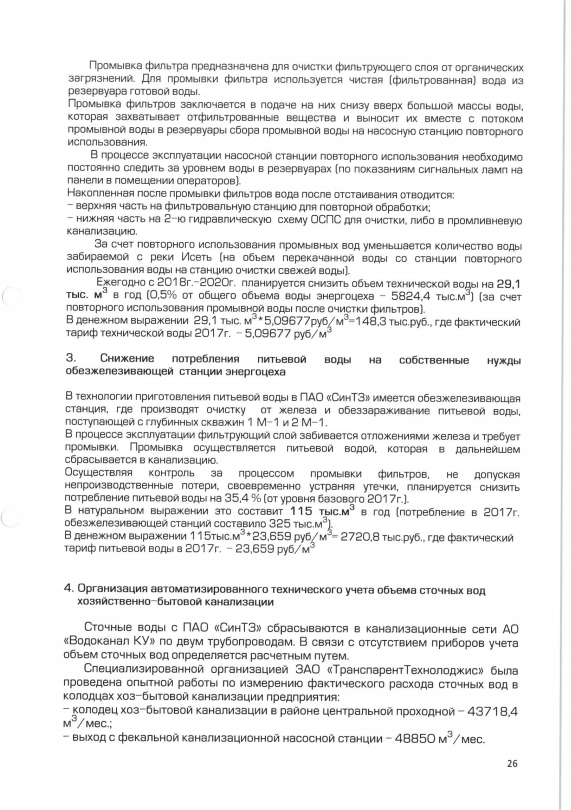 Промывка фильтра предназначена для очистки фильтрующего слоя от органических
загрязнений. Для промывки фильтра используется чистая (фильтрованная) вода из
резервуара готовой воды.
Промывка фильтров заключается в подаче на них снизу вверх большой массы воды,
которая захватывает отфильтрованные вещества и выносит их вместе с потоком
промывной воды в резервуары сбора промывной воды на насосную станцию повторного
использования.
В процессе эксплуатации насосной станции повторного использования необходимо
постоянно следить за уровнем воды в резервуарах (по показаниям сигнальных ламп на
панели в помещении операторов).
Накопленная после промывки фильтров вода после отстаивания отводится:
– верхняя часть на фильтровальную станцию для повторной обработки;
– нижняя часть на 2-ю гидравлическую схему ОСПС для очистки, либо в промливневую
канализацию.
За счет повторного использования промывных вод уменьшается количество воды
забираемой с реки Исеть (на объем перекачанной воды со станции повторного
использования воды на станцию очистки свежей воды).
Ежегодно с 2018г.-2020г. планируется снизить объем технической воды на 29,1
тыс. м³ в год (0,5% от общего объема воды энергоцеха – 5824,4 тыс.м³) (за счет
повторного использования промывной воды после очистки фильтров).
В денежном выражении 29,1 тыс. м³*5,09677руб/м³=148,3 тыс.руб., где фактический
тариф технической воды 2017г. – 5,09677 руб/м³
3. Снижение потребления питьевой воды на собственные нужды
обезжелезивающей станции энергоцеха
В технологии приготовления питьевой воды в ПАО «СинТЗ» имеется обезжелезивающая
станция, где производят очистку от железа и обеззараживание питьевой воды,
поступающей с глубинных скважин 1 М-1 и 2 М-1.
В процессе эксплуатации фильтрующий слой забивается отложениями железа и требует
промывки. Промывка осуществляется питьевой водой, которая в дальнейшем
сбрасывается в канализацию.
Осуществляя контроль за процессом промывки фильтров, не допуская
непроизводственные потери, своевременно устраняя утечки, планируется снизить
потребление питьевой воды на 35,4 % (от уровня базового 2017г.).
В натуральном выражении это составит 115 тыс.м³ в год (потребление в 2017г.
обезжелезивающей станций составило 325 тыс.м³).
В денежном выражении 115тыс.м³*23,659 руб/м³= 2720,8 тыс.руб., где фактический
тариф питьевой воды в 2017г. – 23,659 руб/м³
4. Организация автоматизированного технического учета объема сточных вод
хозяйственно-бытовой канализации
Сточные воды с ПАО «СинТЗ» сбрасываются в канализационные сети АО
«Водоканал КУ» по двум трубопроводам. В связи с отсутствием приборов учета
объем сточных вод определяется расчетным путем.
Специализированной организацией ЗАО «ТранспарентТехнолоджис» была
проведена опытной работы по измерению фактического расхода сточных вод в
колодцах хоз-бытовой канализации предприятия:
– колодец хоз-бытовой канализации в районе центральной проходной – 43718,4
м³/мес.;
– выход с фекальной канализационной насосной станции – 48850 м³/мес.
26